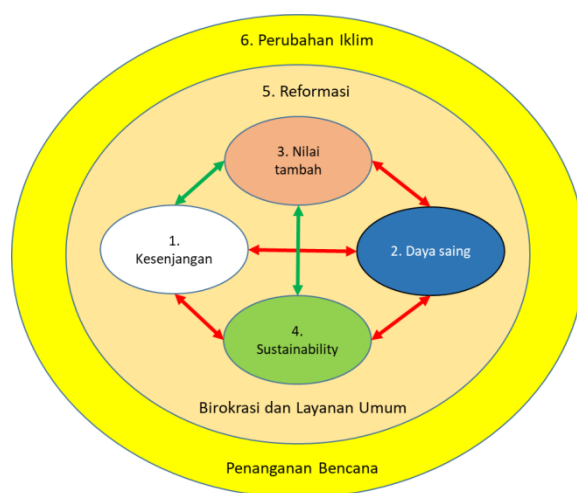 6. Perubahan Iklim
5. Reformasi
3. Nilai
tambah
1.
Kesenjangan
2. Daya saing
4.
Sustainability
Birokrasi dan Layanan Umum
Penanganan Bencana